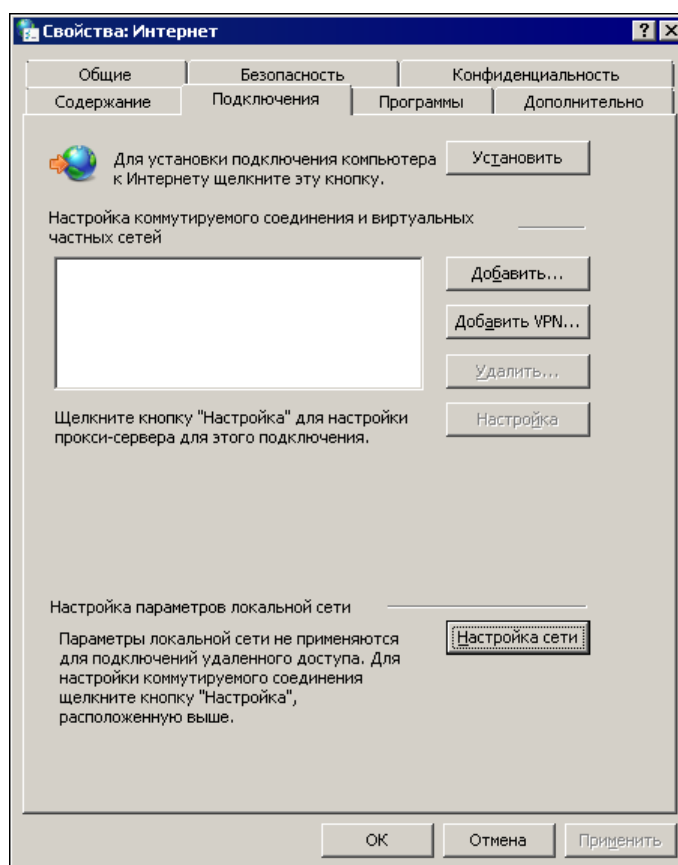 Свойства: Интернет
Общие
Безопасность
Конфиденциальность
Содержание
Подключения
Программы
Дополнительно
Для установки подключения компьютера
к Интернету щелкните эту кнопку.
Установить
Настройка коммутируемого соединения и виртуальных
частных сетей
Добавить...
Добавить VPN...
Удалить...
Щелкните кнопку "Настройка" для настройки
прокси-сервера для этого подключения.
Настройка
Настройка параметров локальной сети
Параметры локальной сети не применяются
для подключений удаленного доступа. Для
настройки коммутируемого соединения
щелкните кнопку "Настройка",
расположенную выше.
Настройка сети
ОК
Отмена
Применить